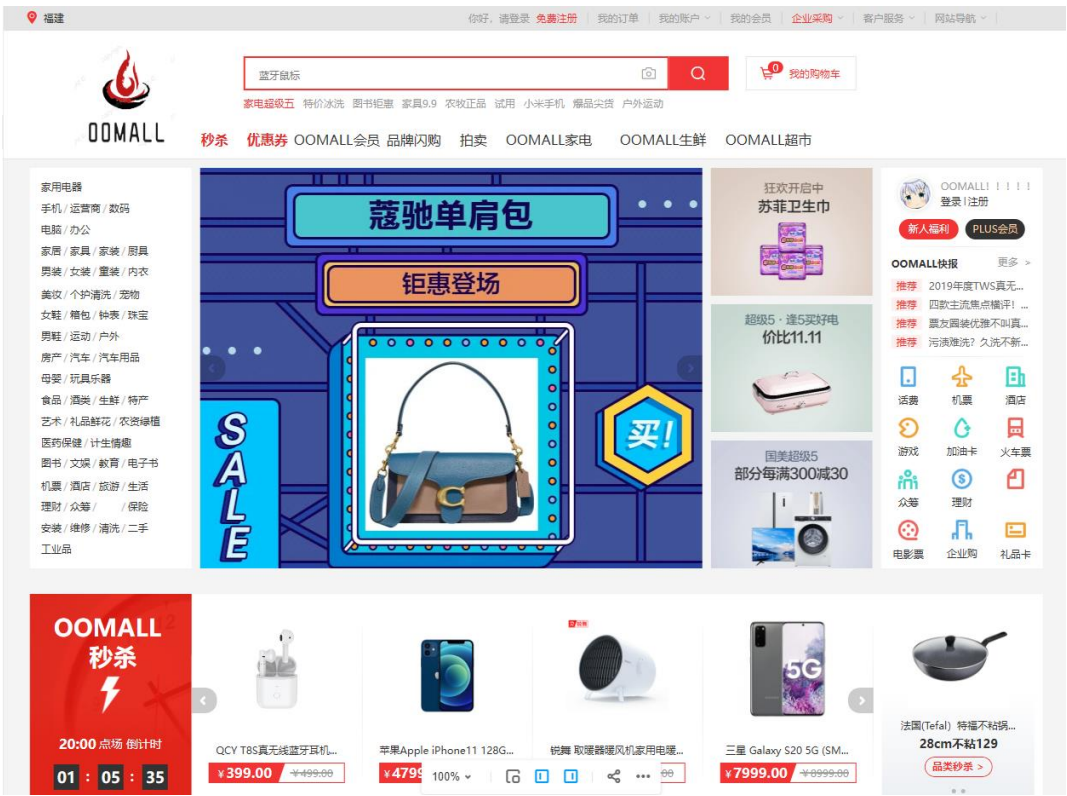 福建
你好，请登录 免费注册 我的订单 我的账户 我的会员 企业采购 客户服务 网站导航
OOMALL
蓝牙鼠标
0 我的购物车
家电超级五 特价冰洗 图书钜惠 家具9.9 农牧正品 试用 小米手机 爆品尖货 户外运动
秒杀 优惠券 OOMALL会员 品牌闪购 拍卖 OOMALL家电 OOMALL生鲜 OOMALL超市
家用电器
手机 / 运营商 / 数码
电脑 / 办公
家居 / 家具 / 家装 / 厨具
男装 / 女装 / 童装 / 内衣
美妆 / 个护清洗 / 宠物
女鞋 / 箱包 / 钟表 / 珠宝
男鞋 / 运动 / 户外
房产 / 汽车 / 汽车用品
母婴 / 玩具乐器
食品 / 酒类 / 生鲜 / 特产
艺术 / 礼品鲜花 / 农资绿植
医药保健 / 计生情趣
图书 / 文娱 / 教育 / 电子书
机票 / 酒店 / 旅游 / 生活
理财 / 众筹 / / 保险
安装 / 维修 / 清洗 / 二手
工业品
蔻驰单肩包
钜惠登场
SALE
买!
狂欢开启中
苏菲卫生巾
超级5 · 逢5买好电
价比11.11
国美超级5
部分每满300减30
OOMALL! ! ! ! !
登录 | 注册
新人福利 PLUS会员
OOMALL快报 更多 >
推荐 2019年度TWS真无...
推荐 四款主流焦点横评! ...
推荐 票友圆装优雅不叫真...
推荐 污渍难洗? 久洗不新...
话费 机票 酒店
游戏 加油卡 火车票
众筹 理财
电影票 企业购 礼品卡
OOMALL
秒杀
20:00 点场 倒计时
01 : 05 : 35
QCY T8S真无线蓝牙耳机...
¥399.00 ¥499.00
苹果Apple iPhone11 128G...
¥479
锐舞 取暖器暖风机家用电暖...
00
5G
三星 Galaxy S20 5G (SM...
¥7999.00 ¥8999.00
法国(Tefal）特福不粘锅...
28cm不粘129
品类秒杀 >
100%